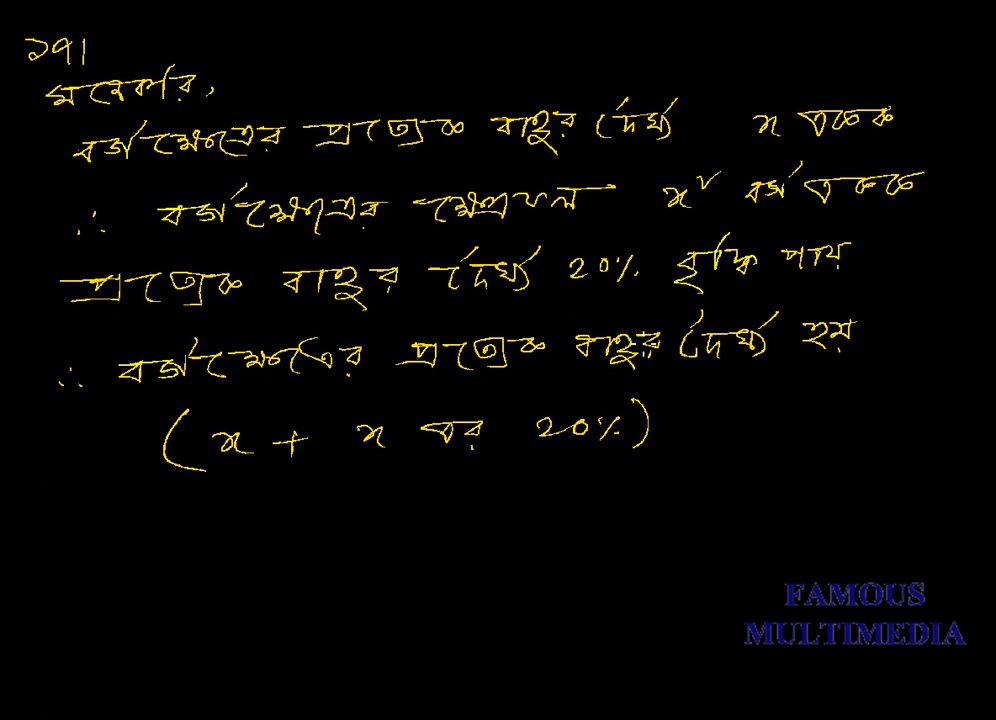 ১৭।
মনেকরি,
বর্গক্ষেত্রের প্রত্যেক বাহুর দৈর্ঘ্য x একক
∴ বর্গক্ষেত্রের ক্ষেত্রফল x² বর্গ একক
প্রত্যেক বাহুর দৈর্ঘ্য 20% বৃদ্ধি পায়
∴ বর্গক্ষেত্রের প্রত্যেক বাহুর দৈর্ঘ্য হয়
(x + x এর 20%)
FAMOUS
MULTIMEDIA